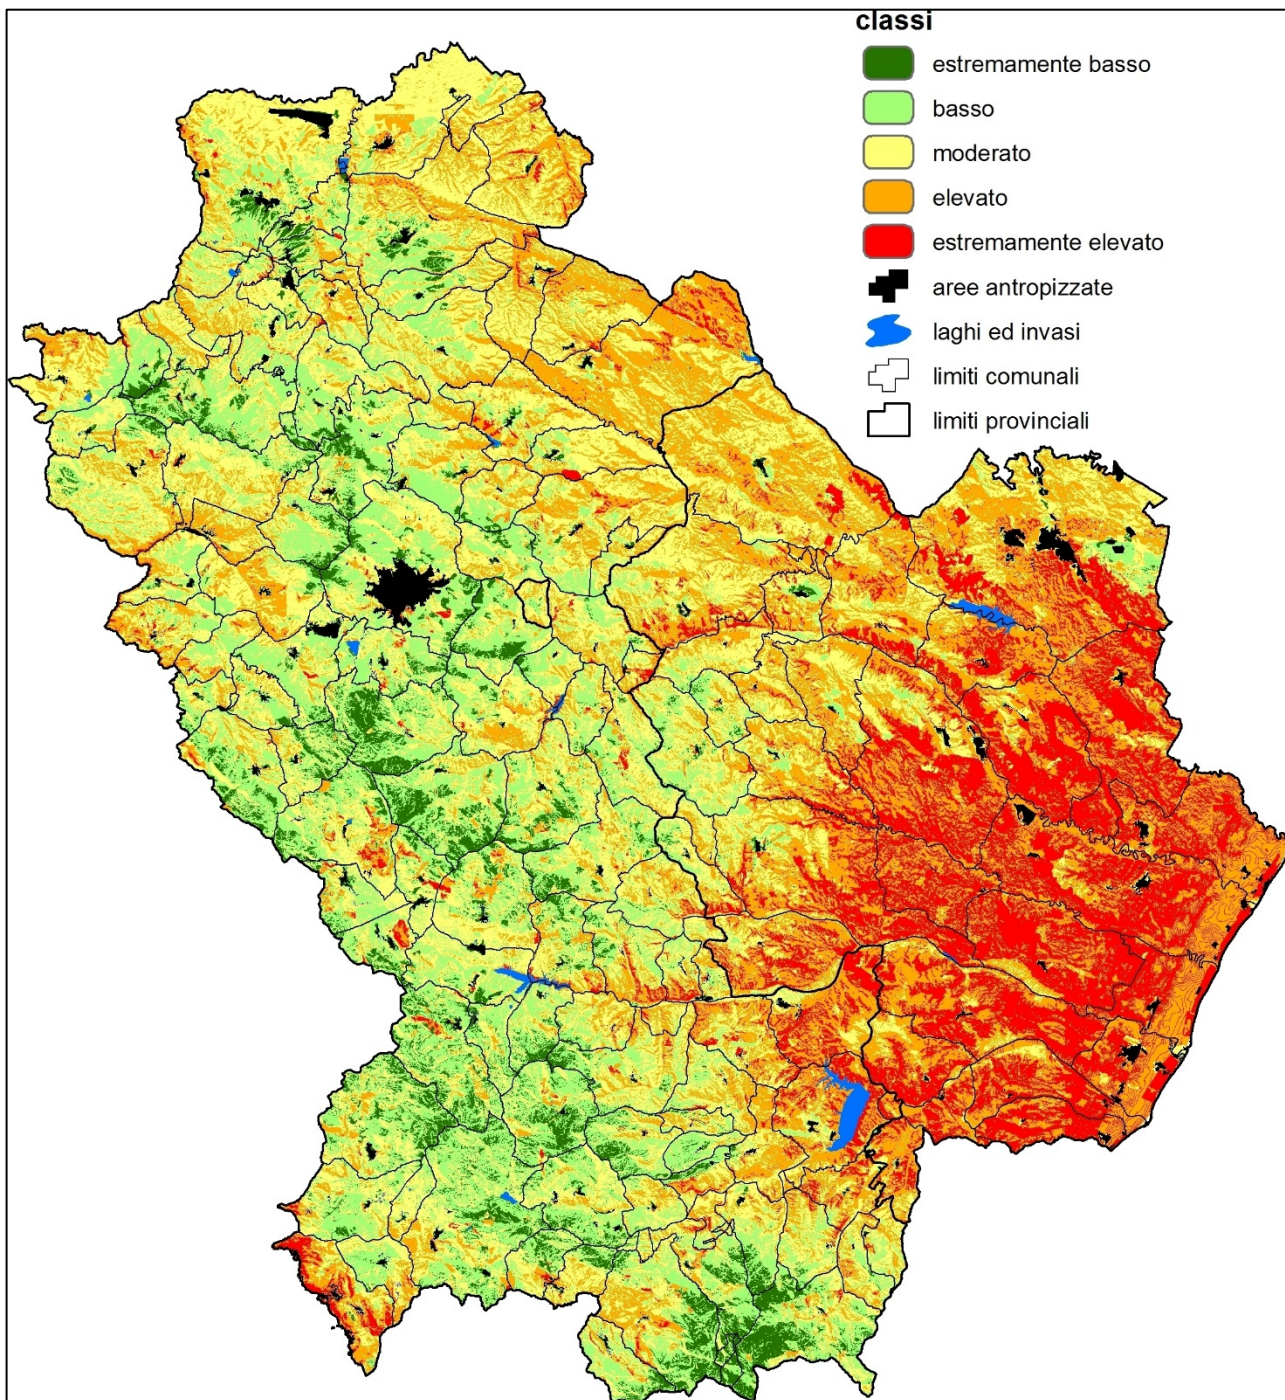 classi
estremamente basso
basso
moderato
elevato
estremamente elevato
aree antropizzate
laghi ed invasi
limiti comunali
limiti provinciali